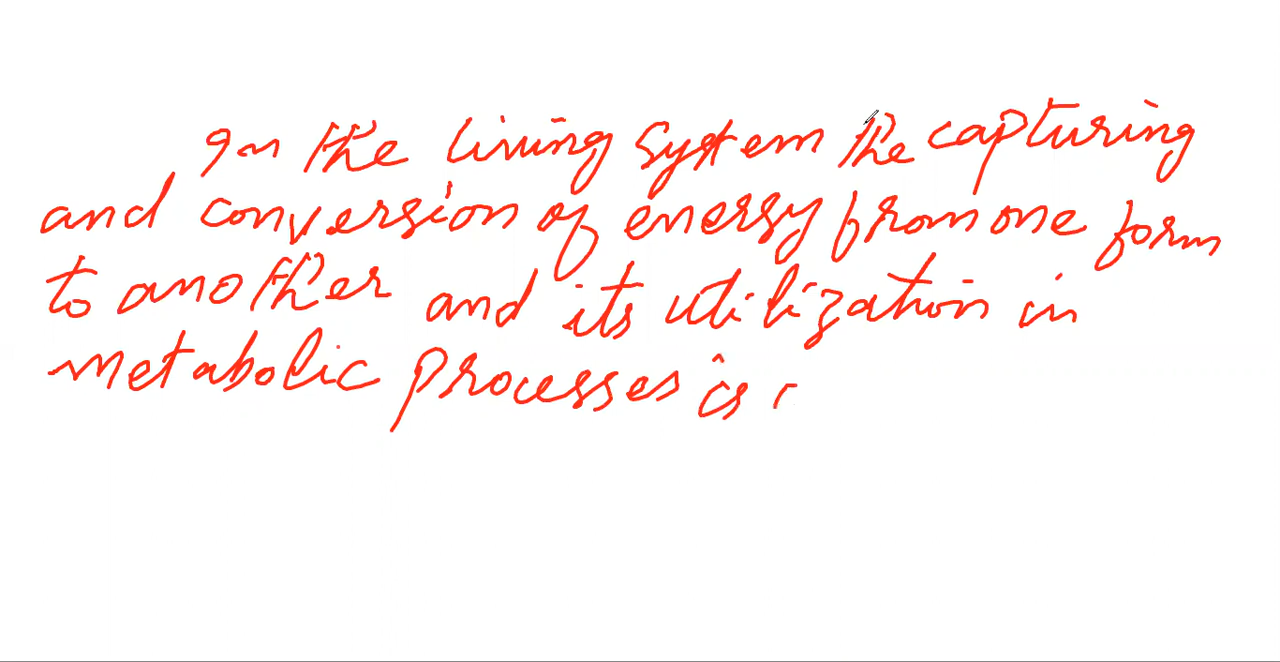 In the living system the capturing
and conversion of energy from one form
to another and its utilization in
metabolic processes is